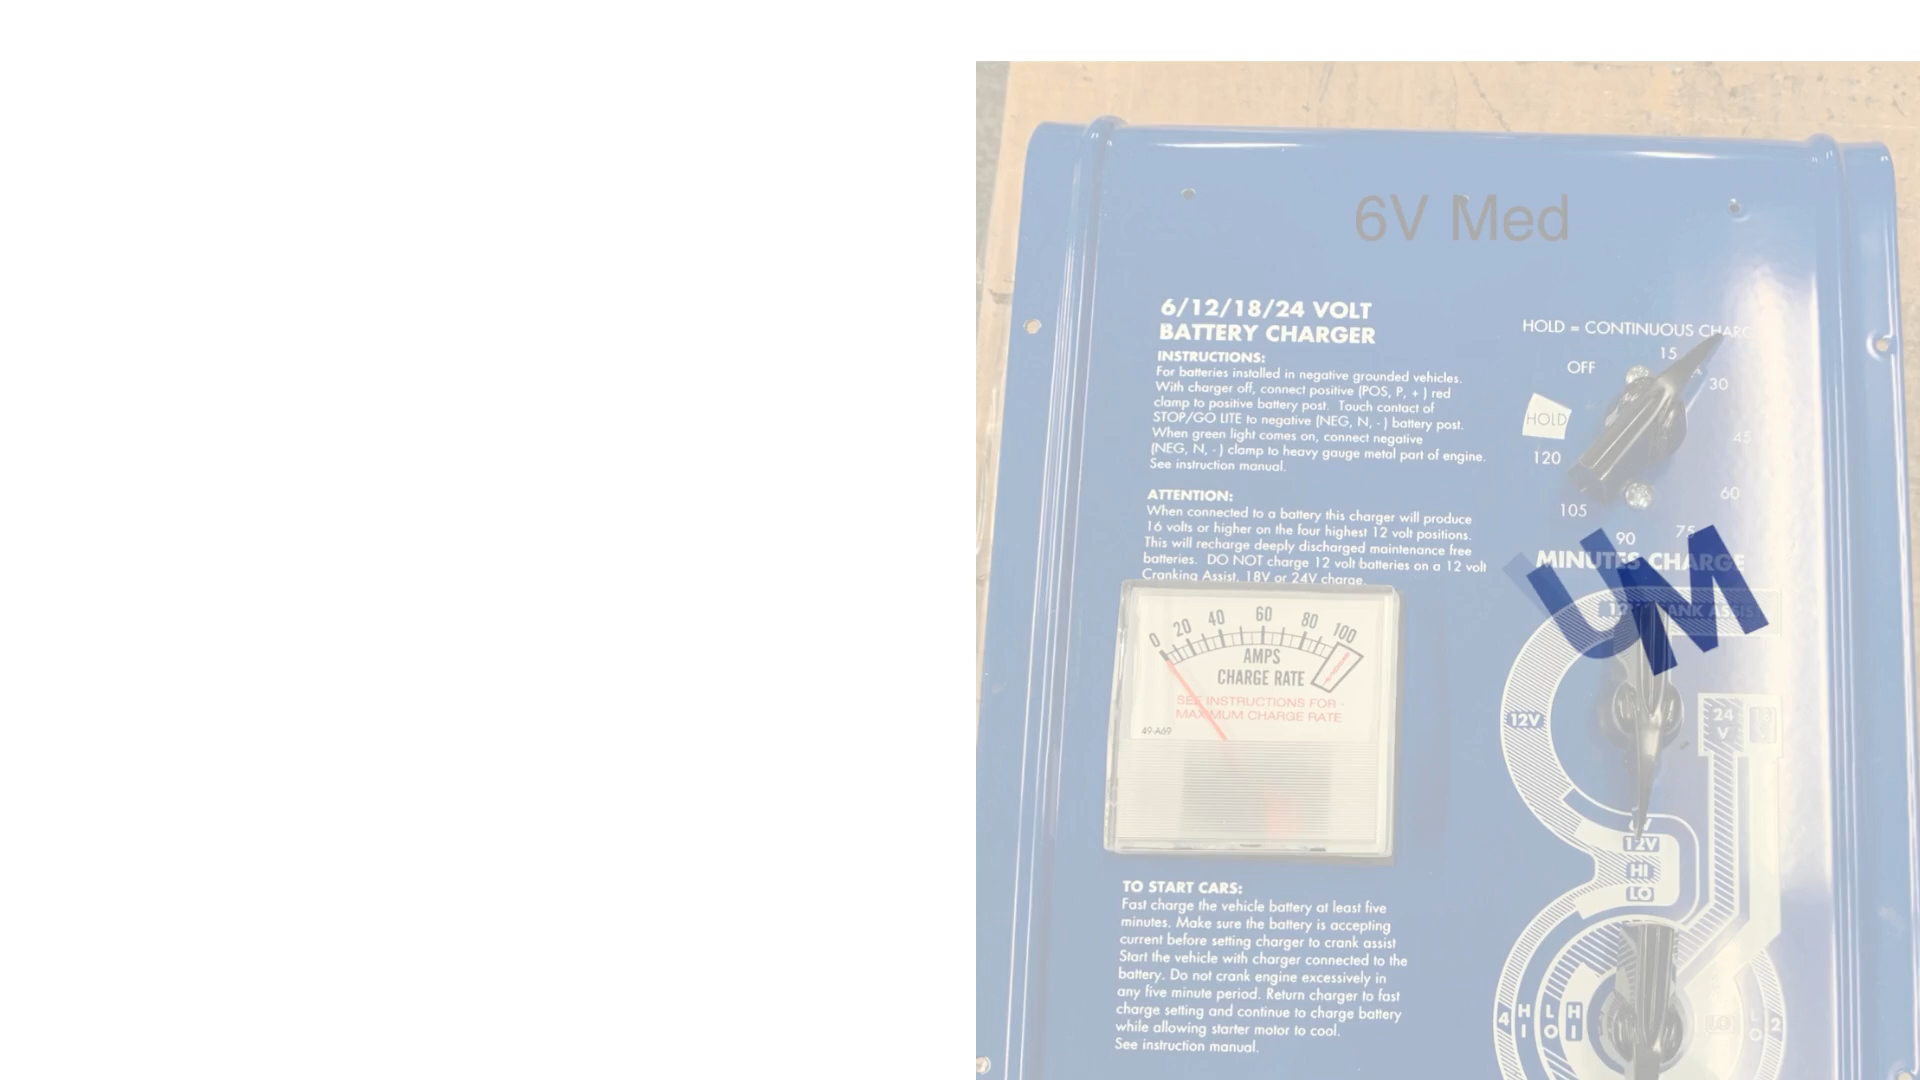 6V Med
6/12/18/24 VOLT
BATTERY CHARGER
INSTRUCTIONS:
For batteries installed in negative grounded vehicles.
With charger off, connect positive (POS, P, + ) red
clamp to positive battery post. Touch contact of
STOP/GO LITE to negative (NEG, N, - ) battery post.
When green light comes on, connect negative
(NEG, N, - ) clamp to heavy gauge metal part of engine.
See instruction manual.
ATTENTION:
When connected to a battery this charger will produce
16 volts or higher on the four highest 12 volt positions.
This will recharge deeply discharged maintenance free
batteries. DO NOT charge 12 volt batteries on a 12 volt
Cranking Assist, 18V or 24V charge.
HOLD = CONTINUOUS
OFF
15
30
HOLD
45
120
60
105
90
75
MINUTES CHARGE
UM
0 20 40 60 80 100
AMPS
CHARGE RATE
SEE INSTRUCTIONS FOR -
MAXIMUM CHARGE RATE
49-A69
12V
24
V
12V
HI
LO
TO START CARS:
Fast charge the vehicle battery at least five
minutes. Make sure the battery is accepting
current before setting charger to crank assist
Start the vehicle with charger connected to the
battery. Do not crank engine excessively in
any five minute period. Return charger to fast
charge setting and continue to charge battery
while allowing starter motor to cool.
See instruction manual.
4 HI LO HI LO LO 2